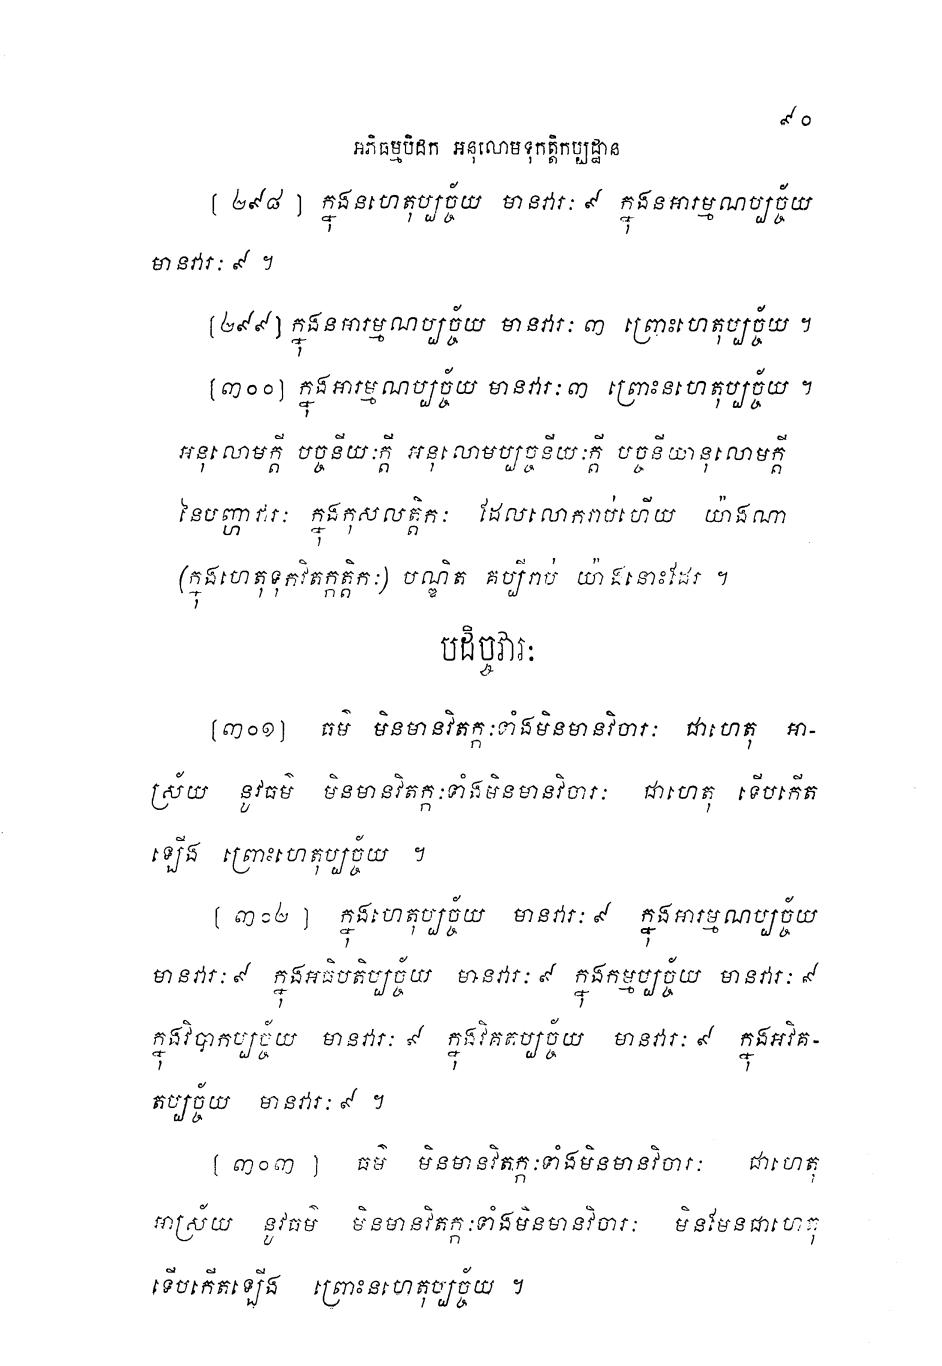 ៩០
អភិធម្មបិដក អនុលោមទុកត្តិកប្បដ្ឋាន
[ ២៩៨ ] ក្នុងនហេតុប្បច្ច័យ មានវារៈ ៩ ក្នុងនអារម្មណប្បច្ច័យ
មានវារៈ ៩ ។
[២៩៩] ក្នុងនអារម្មណប្បច្ច័យ មានវារៈ ៣ ព្រោះហេតុប្បច្ច័យ ។
[៣០០] ក្នុងអារម្មណប្បច្ច័យ មានវារៈ ៣ ព្រោះនហេតុប្បច្ច័យ ។
អនុលោមក្តី បច្ចនីយៈក្តី អនុលោមប្បច្ចនីយៈក្តី បច្ចនីយានុលោមក្តី
នៃបញ្ហាវារៈ ក្នុងកុសលត្តិកៈ ដែលលោករាប់ហើយ យ៉ាងណា
(ក្នុងហេតុទុកវិតក្កត្តិកៈ) បណ្ឌិត គប្បីរាប់ យ៉ាងនោះដែរ ។
បដិច្ចវារៈ
[៣០១] ធម៌ មិនមានវិតក្កៈទាំងមិនមានវិចារៈ ជាហេតុ អា-
ស្រ័យ នូវធម៌ មិនមានវិតក្កៈទាំងមិនមានវិចារៈ ជាហេតុ ទើបកើត
ឡើង ព្រោះហេតុប្បច្ច័យ ។
[ ៣០២ ] ក្នុងហេតុប្បច្ច័យ មានវារៈ ៩ ក្នុងអារម្មណប្បច្ច័យ
មានវារៈ ៩ ក្នុងអធិបតិប្បច្ច័យ មានវារៈ ៩ ក្នុងកម្មប្បច្ច័យ មានវារៈ ៩
ក្នុងវិបាកប្បច្ច័យ មានវារៈ ៩ ក្នុងវិគតប្បច្ច័យ មានវារៈ ៩ ក្នុងអវិគ-
តប្បច្ច័យ មានវារៈ ៩ ។
[ ៣០៣ ] ធម៌ មិនមានវិតក្កៈទាំងមិនមានវិចារៈ ជាហេតុ
អាស្រ័យ នូវធម៌ មិនមានវិតក្កៈទាំងមិនមានវិចារៈ មិនមែនជាហេតុ
ទើបកើតឡើង ព្រោះនហេតុប្បច្ច័យ ។